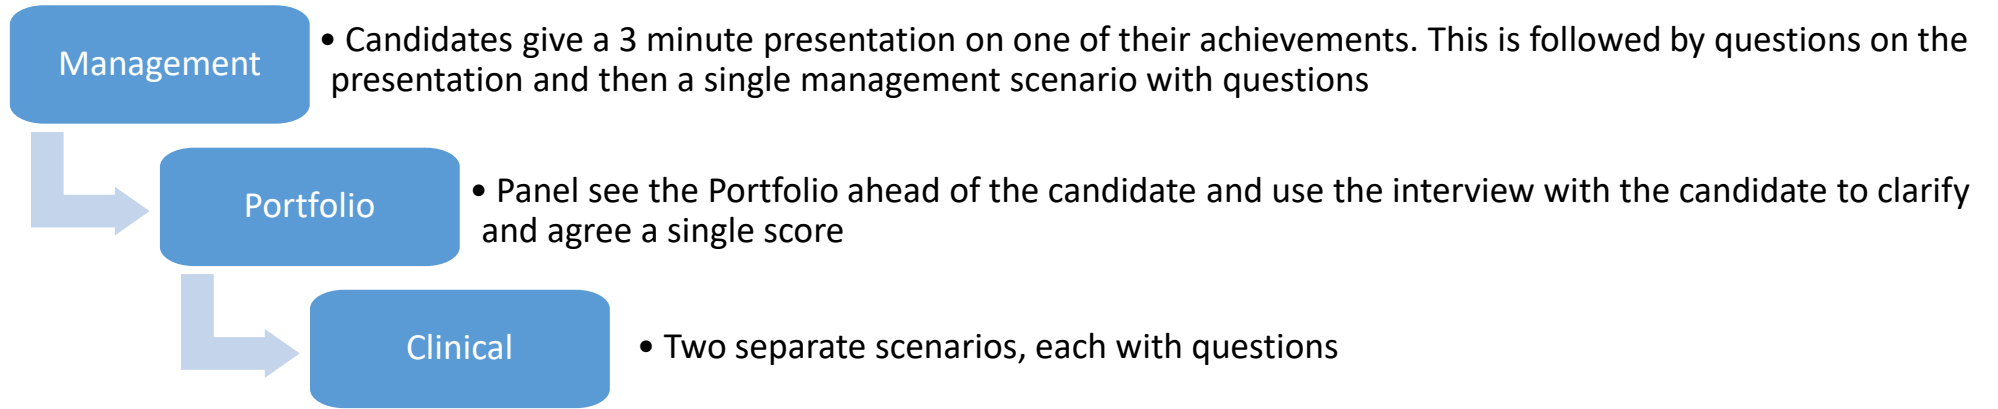 Management
• Candidates give a 3 minute presentation on one of their achievements. This is followed by questions on the
presentation and then a single management scenario with questions
Portfolio
• Panel see the Portfolio ahead of the candidate and use the interview with the candidate to clarify
and agree a single score
Clinical
• Two separate scenarios, each with questions